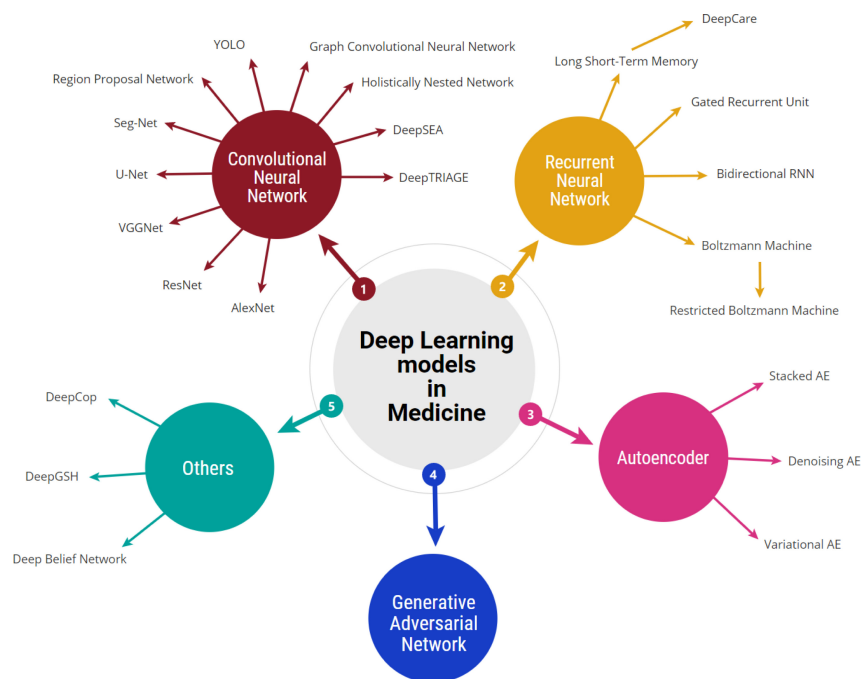 Deep Learning
models
in
Medicine
1
Convolutional
Neural
Network
YOLO
Graph Convolutional Neural Network
Region Proposal Network
Holistically Nested Network
Seg-Net
DeepSEA
U-Net
DeepTRIAGE
VGGNet
ResNet
AlexNet
2
Recurrent
Neural
Network
DeepCare
Long Short-Term Memory
Gated Recurrent Unit
Bidirectional RNN
Boltzmann Machine
Restricted Boltzmann Machine
3
Autoencoder
Stacked AE
Denoising AE
Variational AE
4
Generative
Adversarial
Network
5
Others
DeepCop
DeepGSH
Deep Belief Network